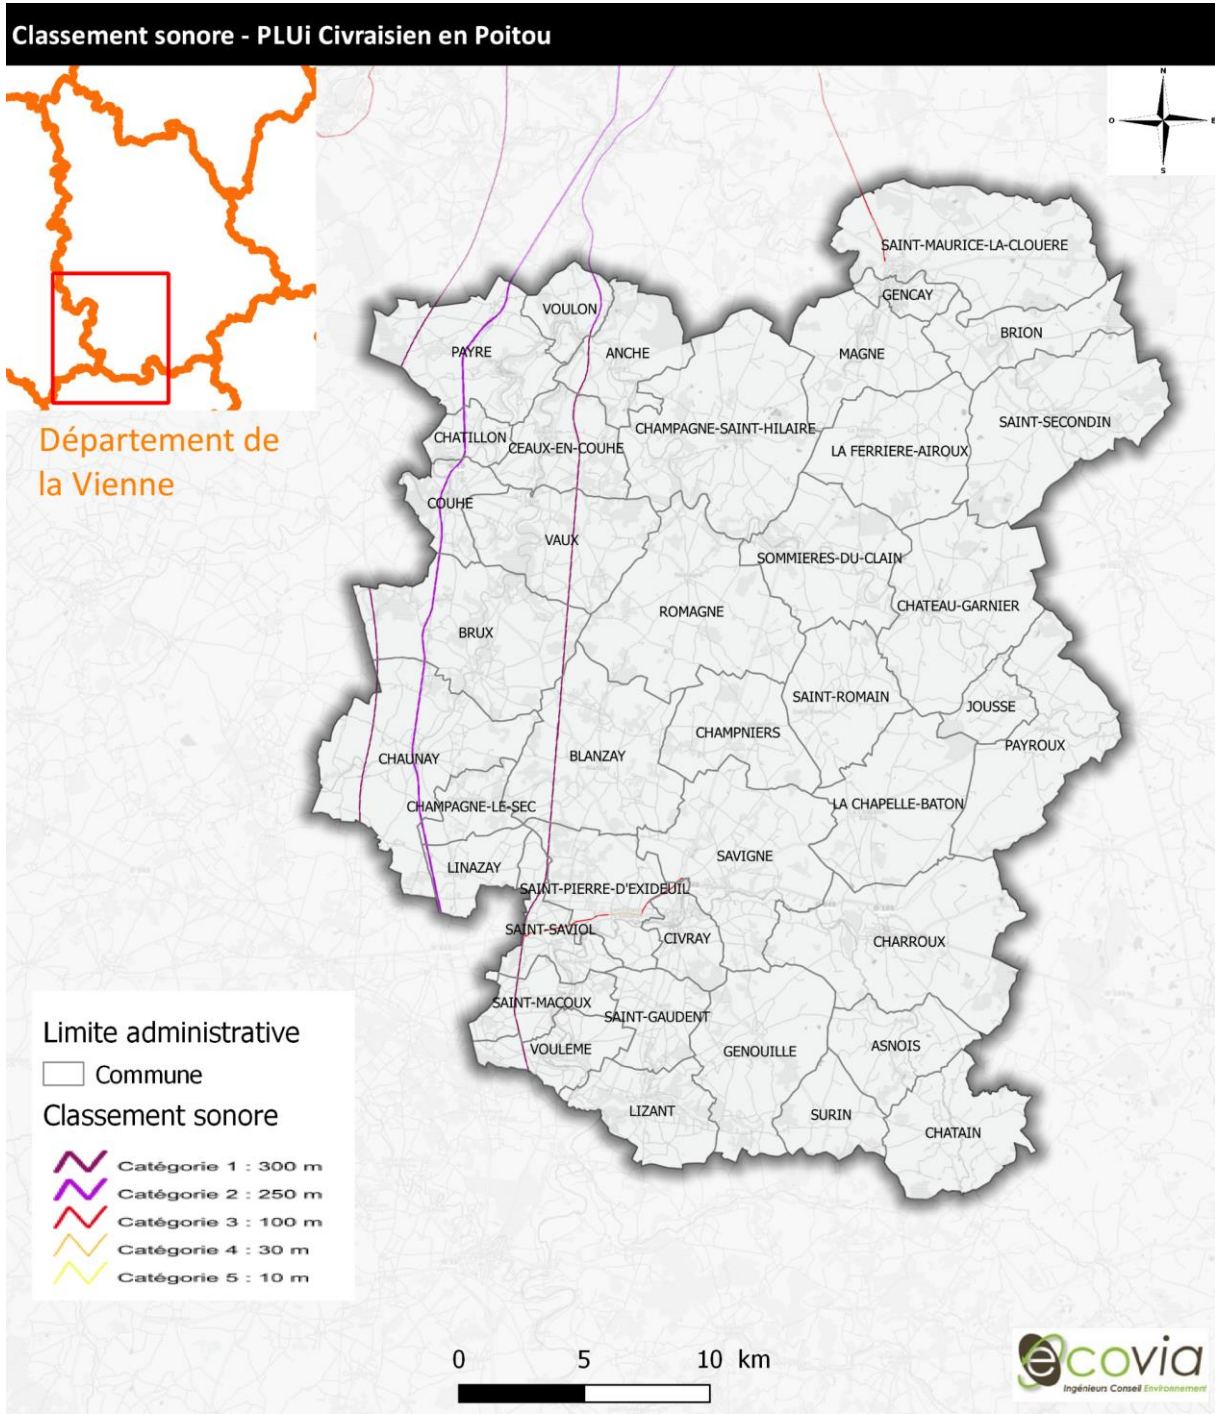 Classement sonore - PLUi Civraisien en Poitou
N
O
E
S
Département de
la Vienne
SAINT-MAURICE-LA-CLOUERE
GENCAY
VOULON
BRION
PAYRE
ANCHE
MAGNE
CHATILLON
CEAUX-EN-COUHE
CHAMPAGNE-SAINT-HILAIRE
SAINT-SECONDIN
LA FERRIERE-AIROUX
COUHE
VAUX
SOMMIERES-DU-CLAIN
ROMAGNE
CHATEAU-GARNIER
BRUX
SAINT-ROMAIN
JOUSSE
CHAMPNIERS
PAYROUX
CHAUNAY
BLANZAY
CHAMPAGNE-LE-SEC
LA CHAPELLE-BATON
SAVIGNE
LINAZAY
SAINT-PIERRE-D'EXIDEUIL
SAINT-SAVIOL
CIVRAY
CHARROUX
SAINT-MACOUX
SAINT-GAUDENT
VOULEME
GENOUILLE
ASNOIS
LIZANT
SURIN
CHATAIN
Limite administrative
Commune
Classement sonore
Catégorie 1 : 300 m
Catégorie 2 : 250 m
Catégorie 3 : 100 m
Catégorie 4 : 30 m
Catégorie 5 : 10 m
0 5 10 km
ecovia
Ingénieurs Conseil Environnement